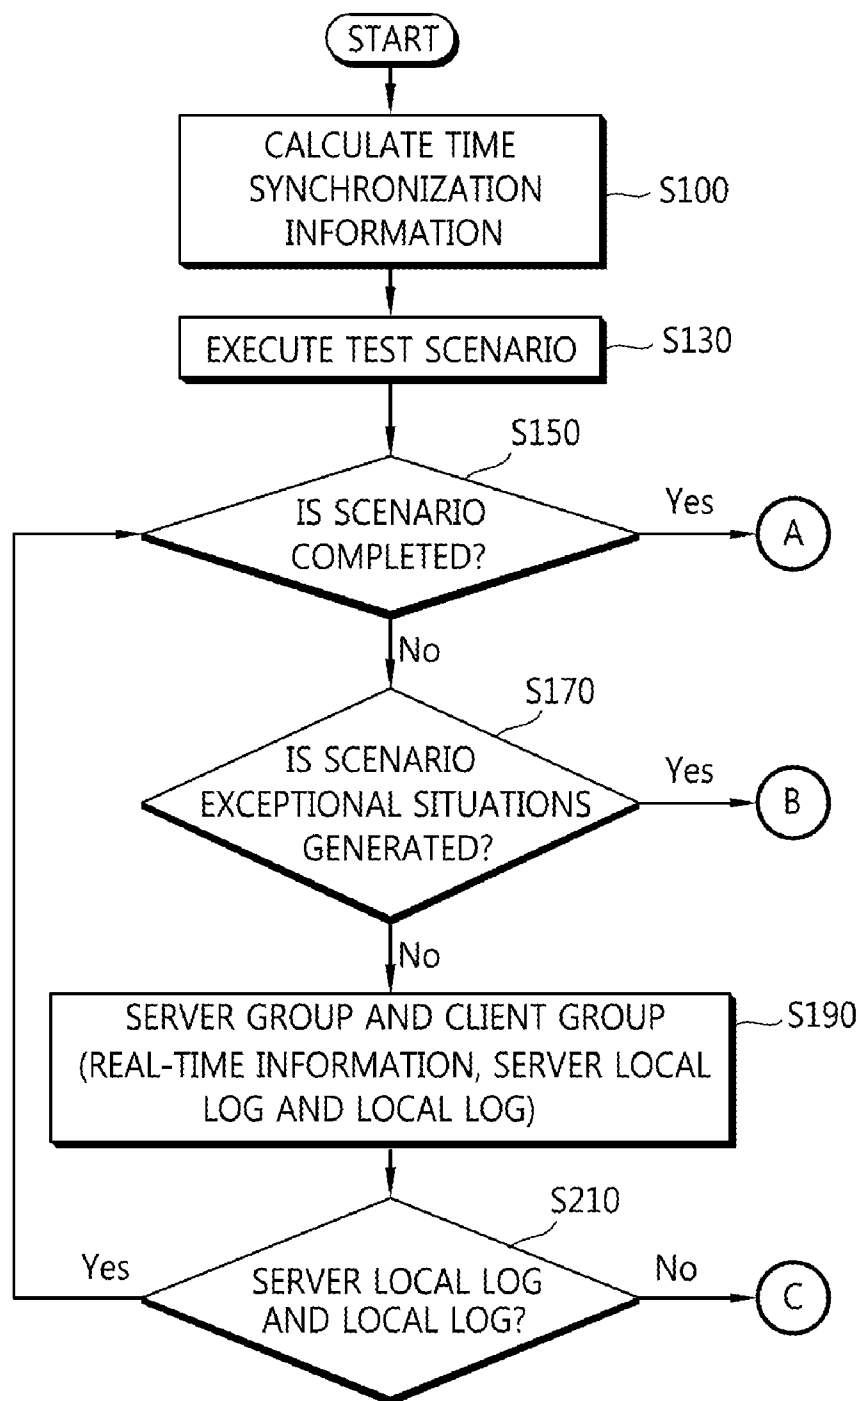 START
CALCULATE TIME
SYNCHRONIZATION
INFORMATION
S100
EXECUTE TEST SCENARIO
S130
S150
IS SCENARIO
COMPLETED?
Yes
A
No
S170
IS SCENARIO
EXCEPTIONAL SITUATIONS
GENERATED?
Yes
B
No
SERVER GROUP AND CLIENT GROUP
(REAL-TIME INFORMATION, SERVER LOCAL
LOG AND LOCAL LOG)
S190
S210
Yes
SERVER LOCAL LOG
AND LOCAL LOG?
No
C